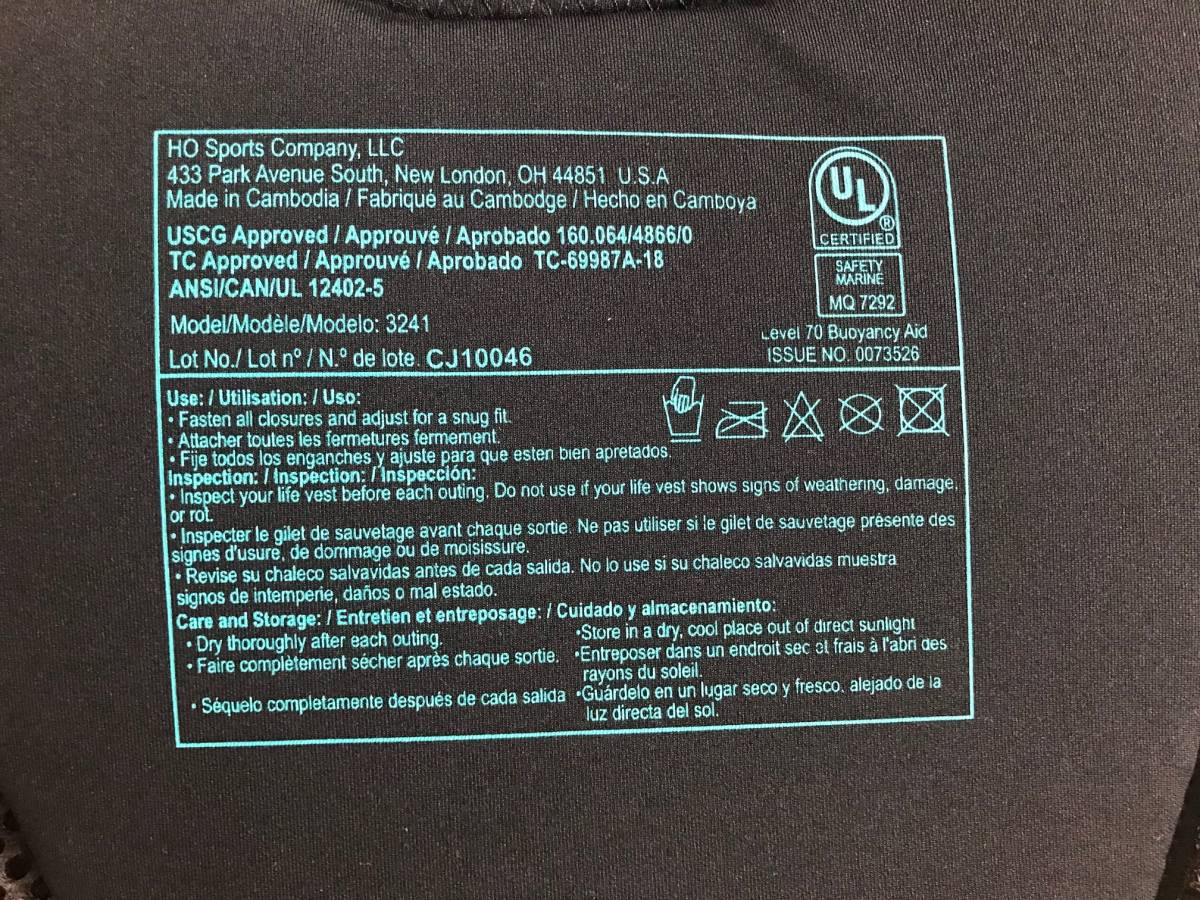 HO Sports Company, LLC
433 Park Avenue South, New London, OH 44851 U.S.A
Made in Cambodia / Fabriqué au Cambodge / Hecho en Camboya
USCG Approved / Approuvé / Aprobado 160.064/4866/0
TC Approved / Approuvé / Aprobado TC-69987A-18
ANSI/CAN/UL 12402-5
Model/Modèle/Modelo: 3241
Lot No./ Lot nº / N.º de lote. CJ10046
UL ®
CERTIFIED
SAFETY
MARINE
MQ 7292
Level 70 Buoyancy Aid
ISSUE NO. 0073526
Use: / Utilisation: / Uso:
• Fasten all closures and adjust for a snug fit.
• Attacher toutes les fermetures fermement.
• Fije todos los enganches y ajuste para que esten bien apretados.
Inspection: / Inspection: / Inspección:
• Inspect your life vest before each outing. Do not use if your life vest shows signs of weathering, damage,
or rot.
• Inspecter le gilet de sauvetage avant chaque sortie. Ne pas utiliser si le gilet de sauvetage présente des
signes d'usure, de dommage ou de moisissure.
• Revise su chaleco salvavidas antes de cada salida. No lo use si su chaleco salvavidas muestra
signos de intemperie, daños o mal estado.
Care and Storage: / Entretien et entreposage: / Cuidado y almacenamiento:
• Dry thoroughly after each outing.
• Faire complètement sécher après chaque sortie.
• Séquelo completamente después de cada salida
•Store in a dry, cool place out of direct sunlight
•Entreposer dans un endroit sec et frais à l'abri des
rayons du soleil.
•Guárdelo en un lugar seco y fresco, alejado de la
luz directa del sol.